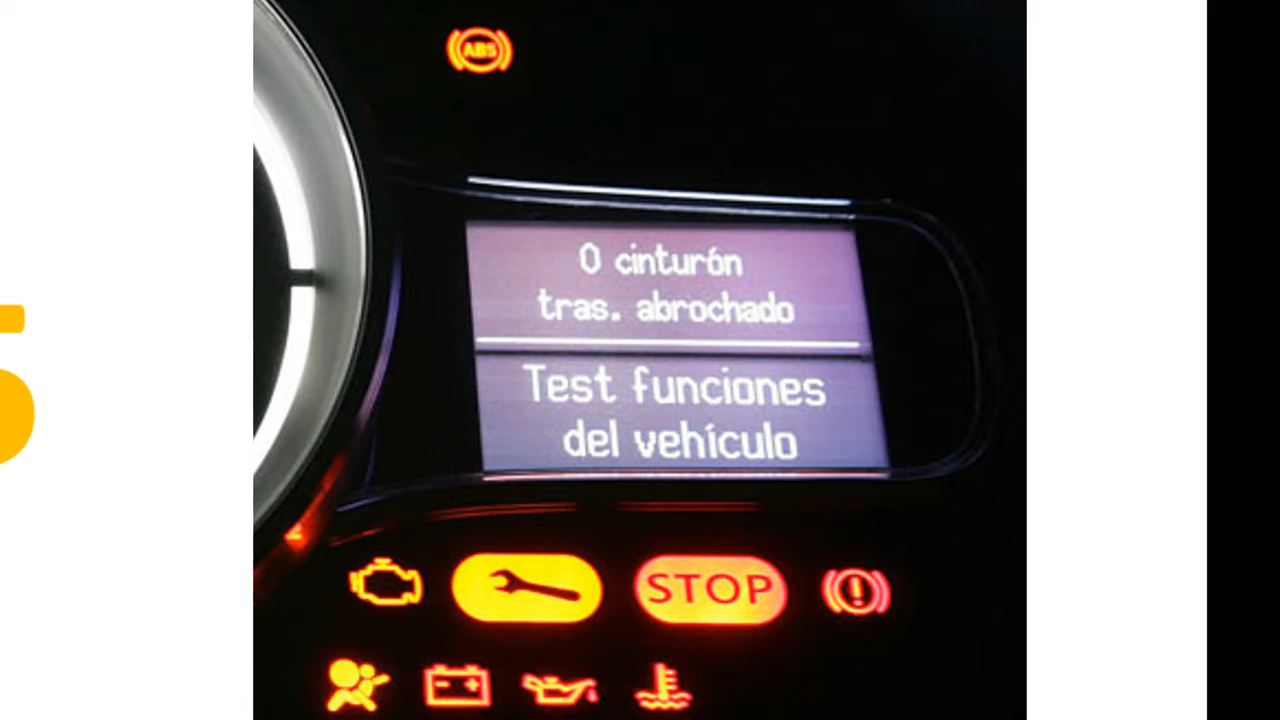 ABS
0 cinturón
tras. abrochado
Test funciones
del vehículo
STOP